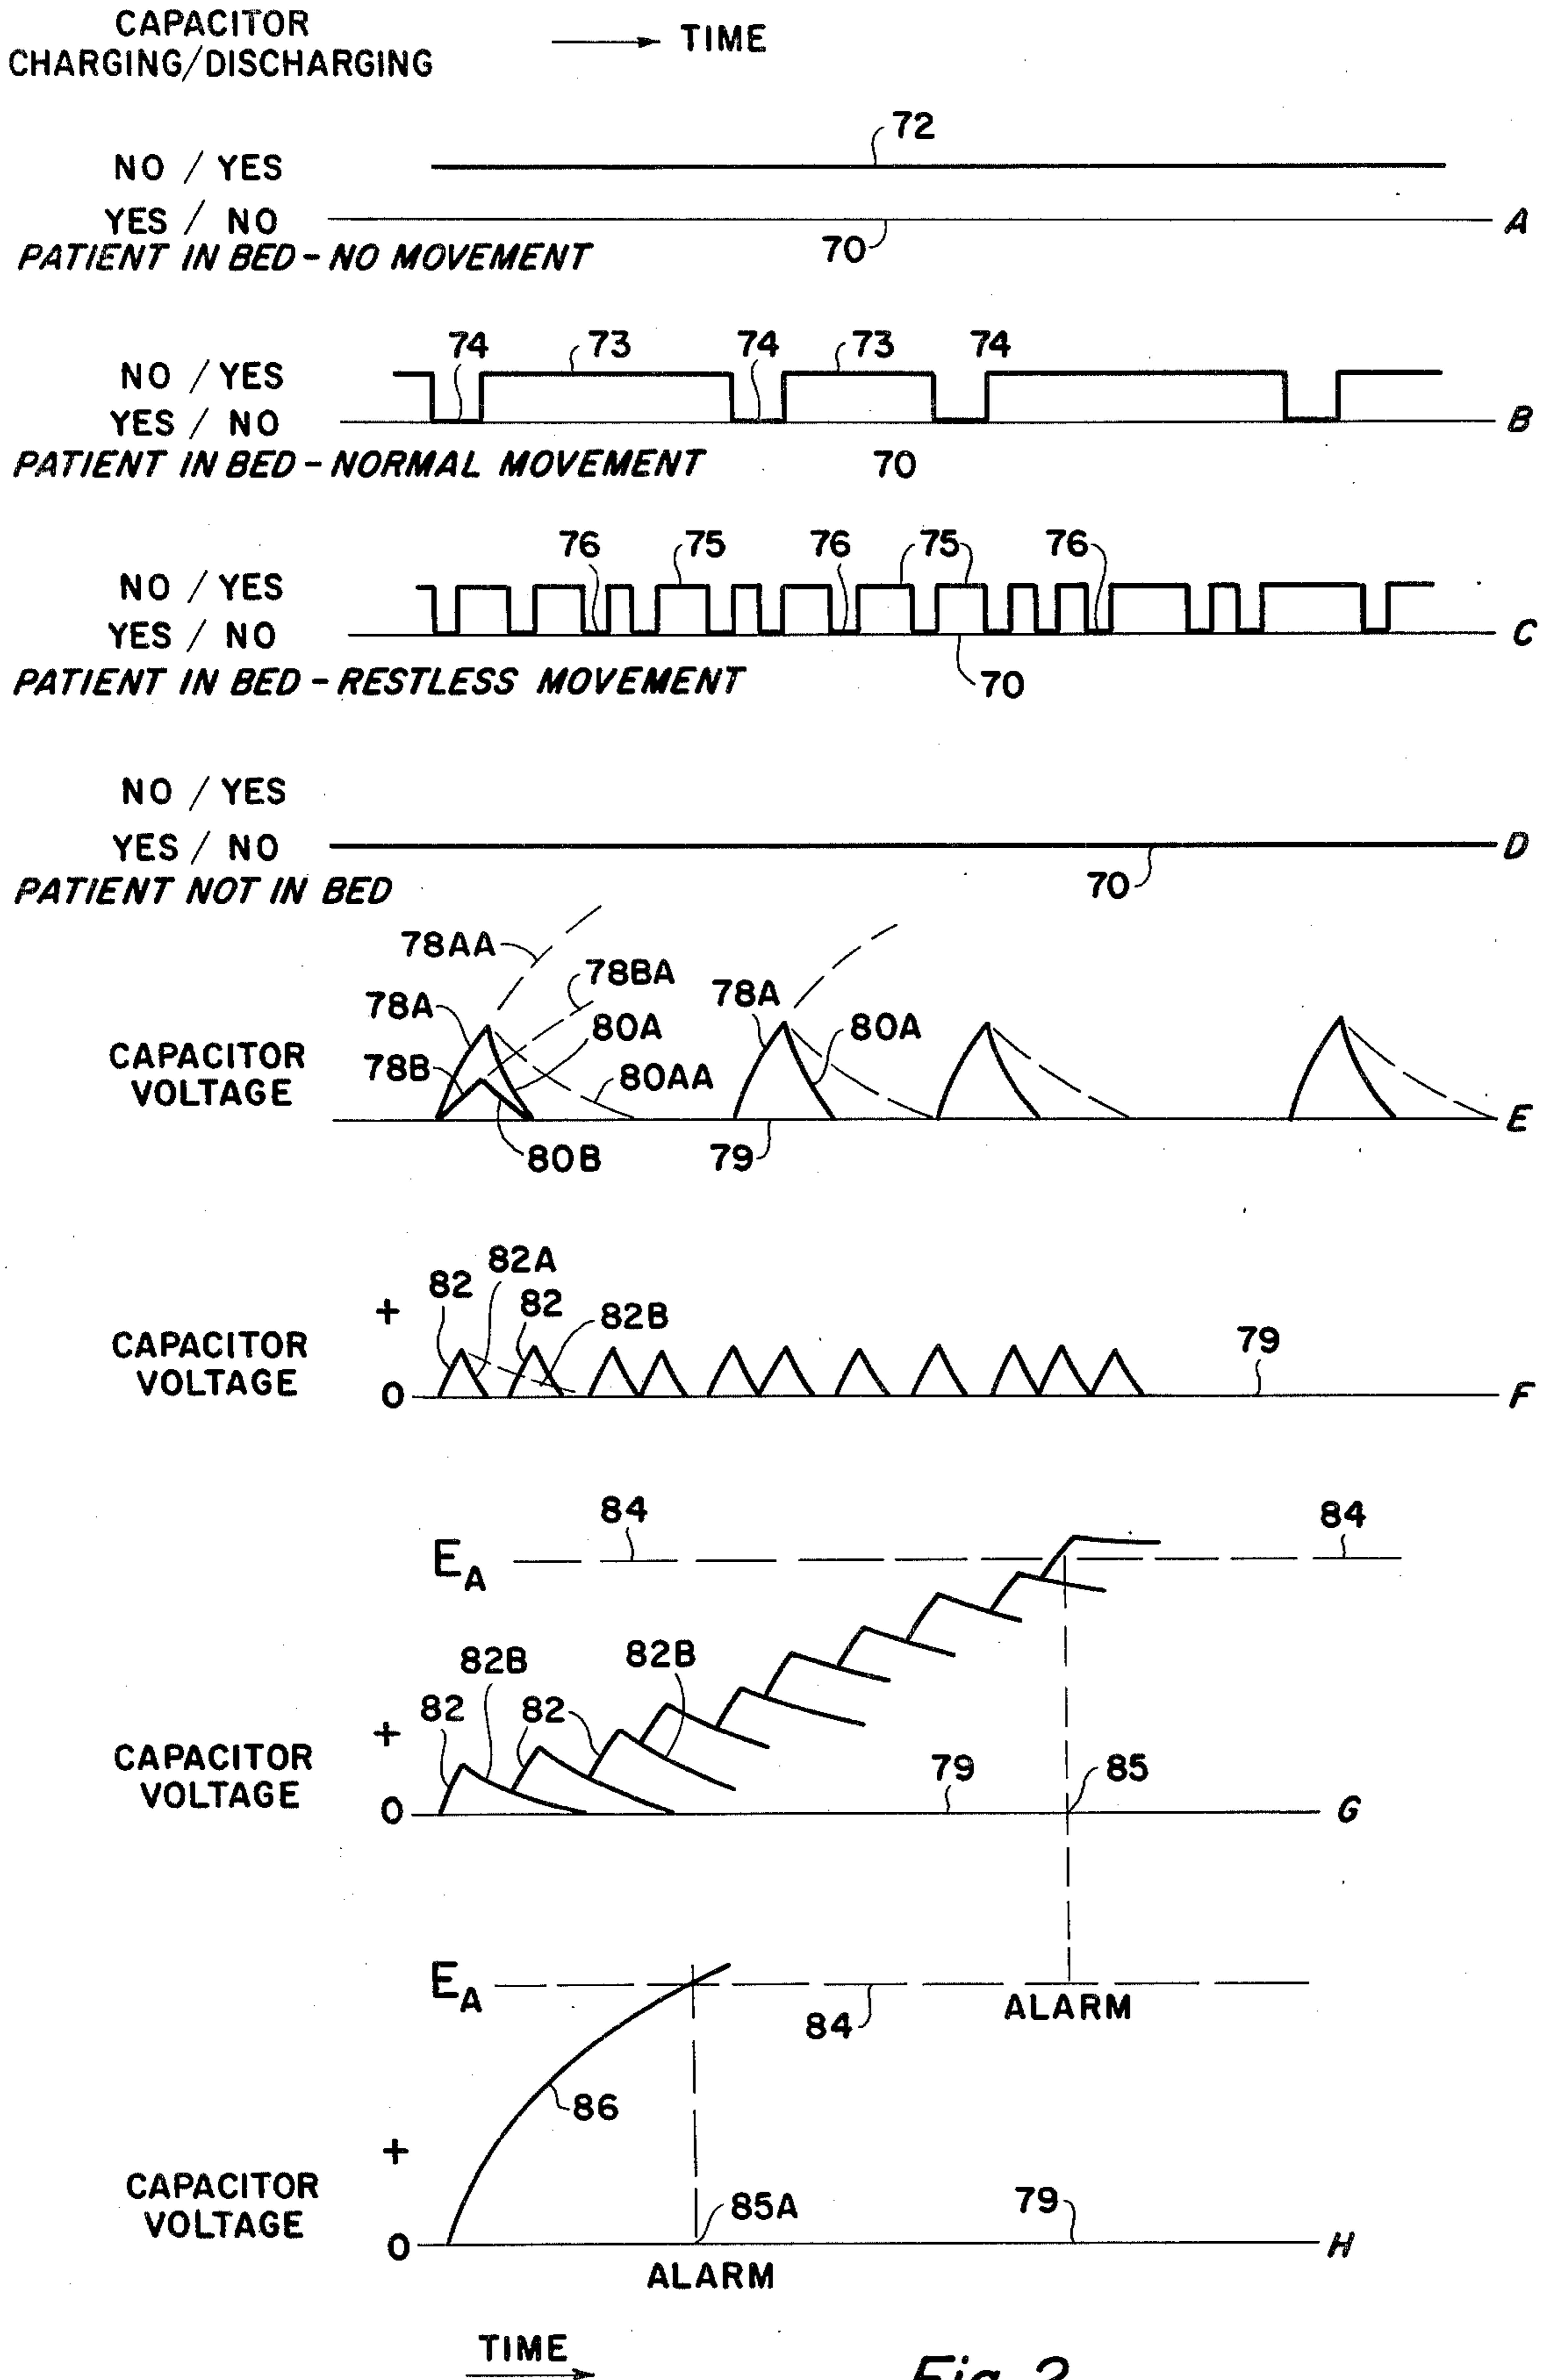 CAPACITOR
CHARGING/DISCHARGING
TIME
72
NO / YES
YES / NO
70
A
PATIENT IN BED - NO MOVEMENT
74 73 74 73 74
NO / YES
YES / NO
B
PATIENT IN BED - NORMAL MOVEMENT
70
76 75 76 75 76
NO / YES
YES / NO
C
PATIENT IN BED - RESTLESS MOVEMENT
70
NO / YES
YES / NO
D
70
PATIENT NOT IN BED
78AA
78BA
78A
78A
80A
80A
78B
80AA
CAPACITOR
VOLTAGE
E
80B
79
82A
82
82
82B
+
79
CAPACITOR
VOLTAGE
0
F
84
84
EA
82B
82B
82
82
+
79
85
CAPACITOR
VOLTAGE
0
G
EA
84
ALARM
86
+
CAPACITOR
VOLTAGE
85A
79
0
H
ALARM
TIME
Fig. 2